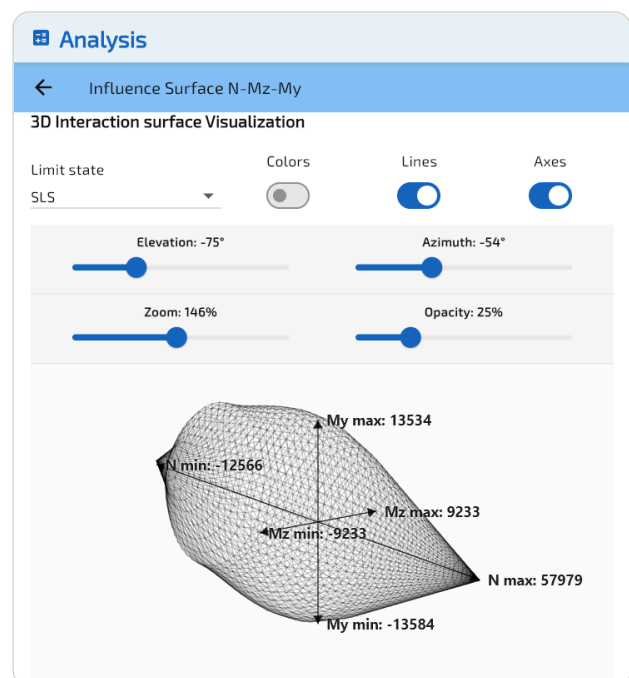 Analysis
Influence Surface N-Mz-My
3D Interaction surface Visualization
Limit state
SLS
Colors
Lines
Axes
Elevation: -75°
Azimuth: -54°
Zoom: 146%
Opacity: 25%
My max: 13534
N min: -12566
Mz max: 9233
Mz min: -9233
N max: 57979
My min: -13584